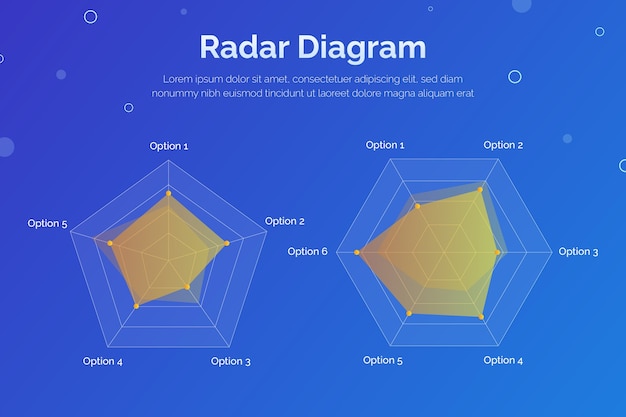 Radar Diagram
Lorem ipsum dolor sit amet, consectetuer adipiscing elit, sed diam
nonummy nibh euismod tincidunt ut laoreet dolore magna aliquam erat
Option 1
Option 2
Option 3
Option 4
Option 5
Option 1
Option 2
Option 3
Option 4
Option 5
Option 6